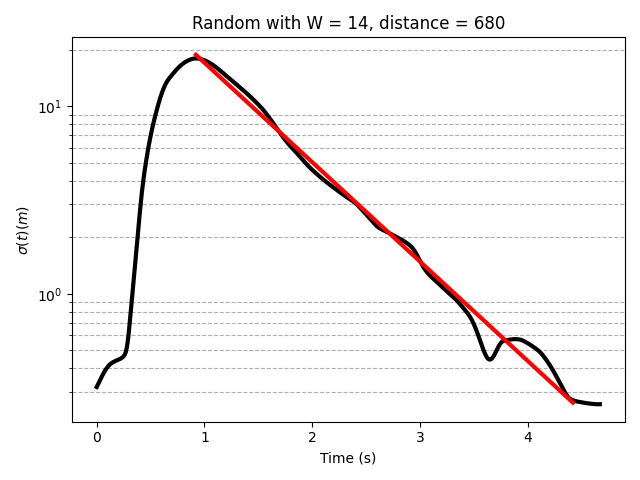 Random with W = 14, distance = 680
σ(t)(m)
10¹
10⁰
0 1 2 3 4
Time (s)